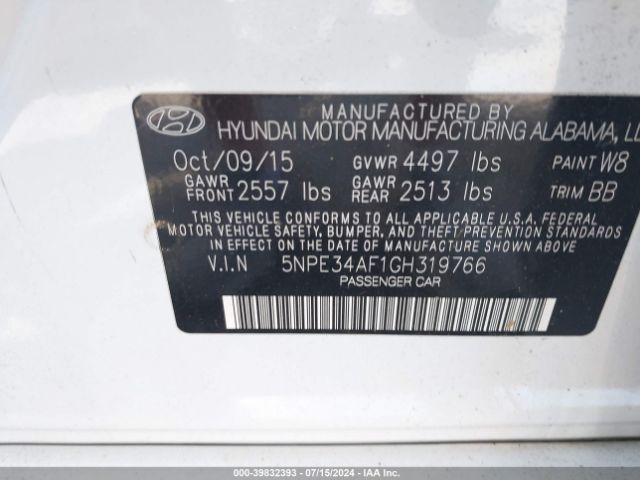 MANUFACTURED BY
HYUNDAI MOTOR MANUFACTURING ALABAMA,
Oct/09/15 GVWR 4497 lbs PAINT W8
GAWR FRONT 2557 lbs GAWR REAR 2513 lbs TRIM BB
THIS VEHICLE CONFORMS TO ALL APPLICABLE U.S.A. FEDERAL
MOTOR VEHICLE SAFETY, BUMPER, AND THEFT PREVENTION STANDARDS
IN EFFECT ON THE DATE OF MANUFACTURE SHOWN ABOVE.
V.I.N 5NPE34AF1GH319766
PASSENGER CAR
000-39832393 - 07/15/2024 - IAA Inc.